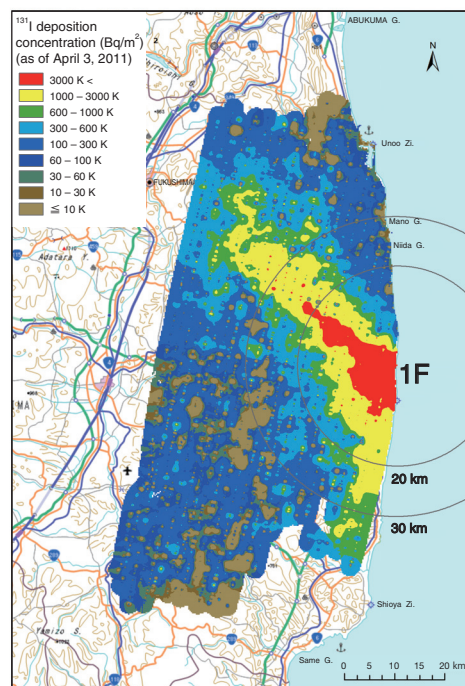 131I deposition
concentration (Bq/m2)
(as of April 3, 2011)
3000 K <
1000 – 3000 K
600 – 1000 K
300 – 600 K
100 – 300 K
60 – 100 K
30 – 60 K
10 – 30 K
≦ 10 K
ABUKUMA G.
N
Unoo Zi.
FUKUSHIMA
Mano G.
Niida G.
Adatara Y.
1F
20 km
30 km
Shioya Zi.
Yamizo S.
Same G.
0 5 10 20 km